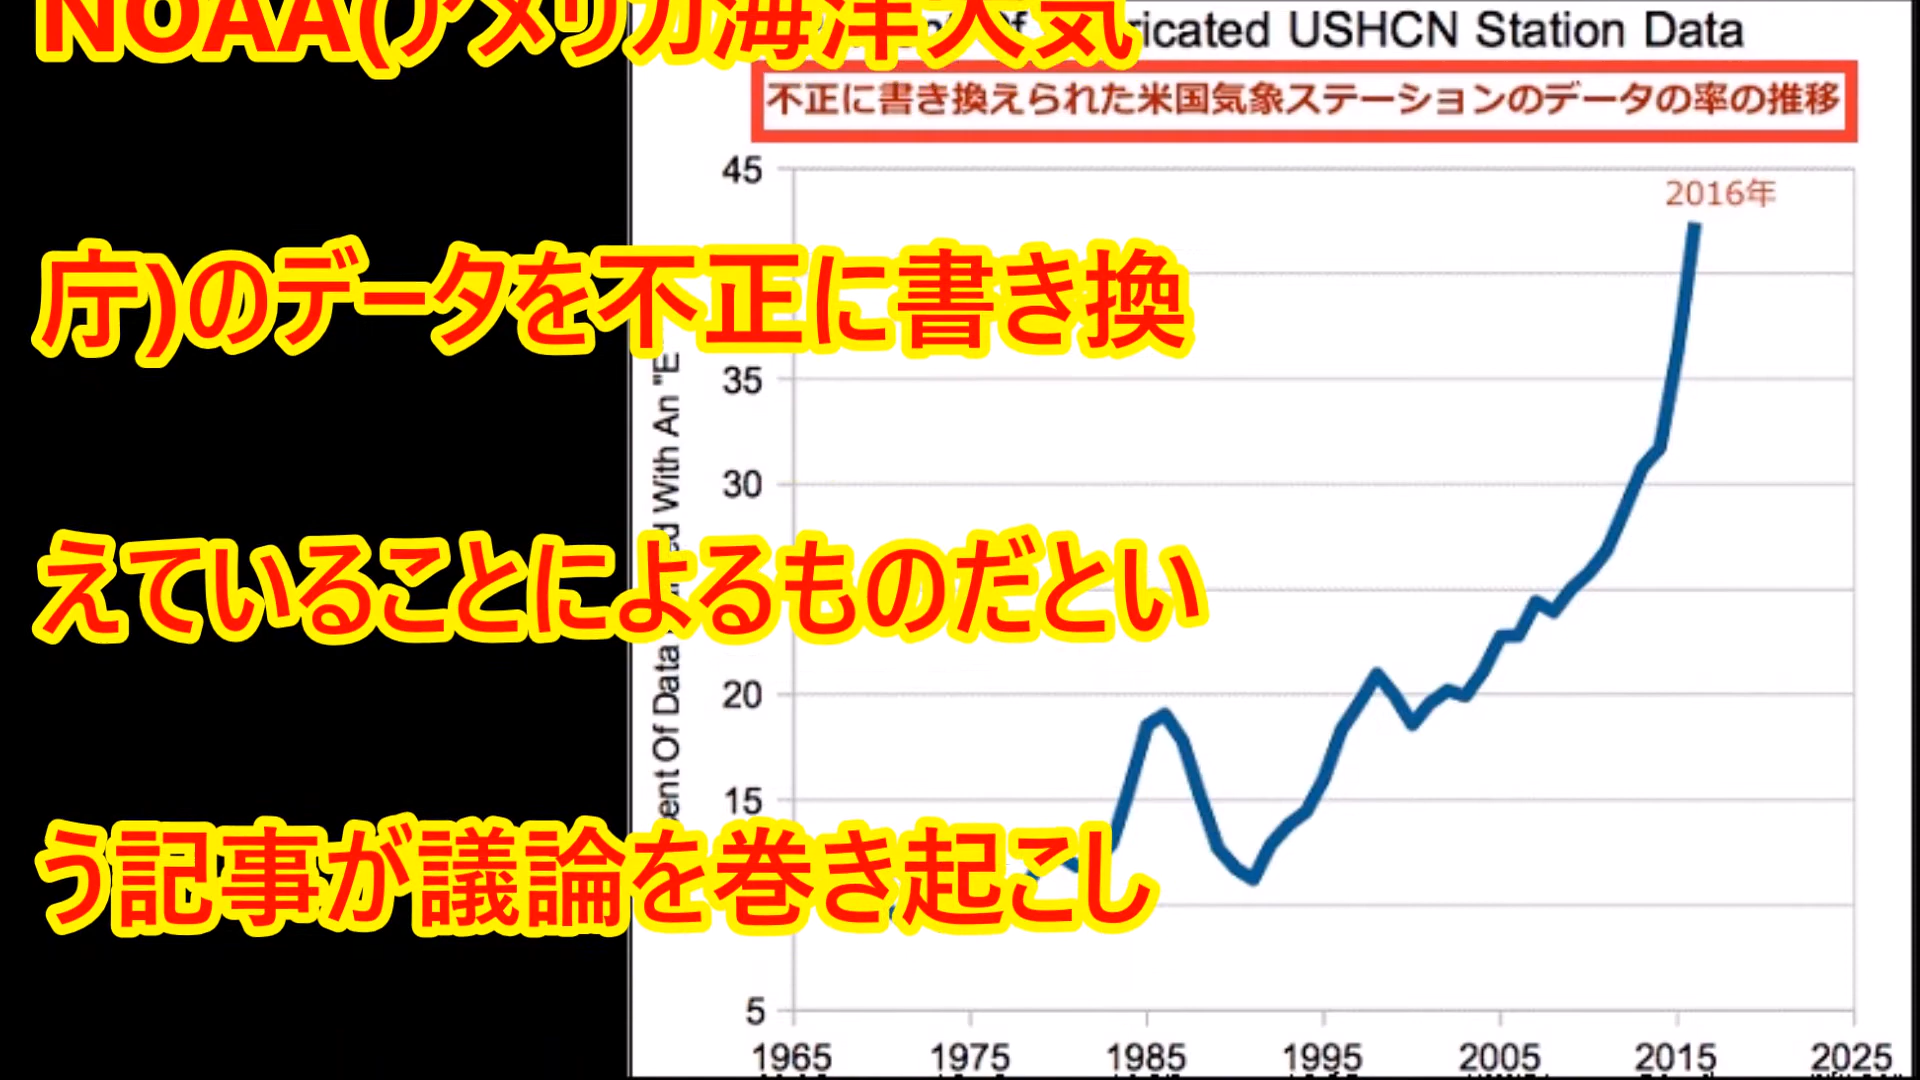 NOAA(アメリカ海洋大気
庁)のデータを不正に書き換
えていることによるものだとい
う記事が議論を巻き起こし
ricated USHCN Station Data
不正に書き換えられた米国気象ステーションのデータの率の推移
2016年
45
35
30
20
15
5
Of Data
With An "E
1965 1975 1985 1995 2005 2015 2025